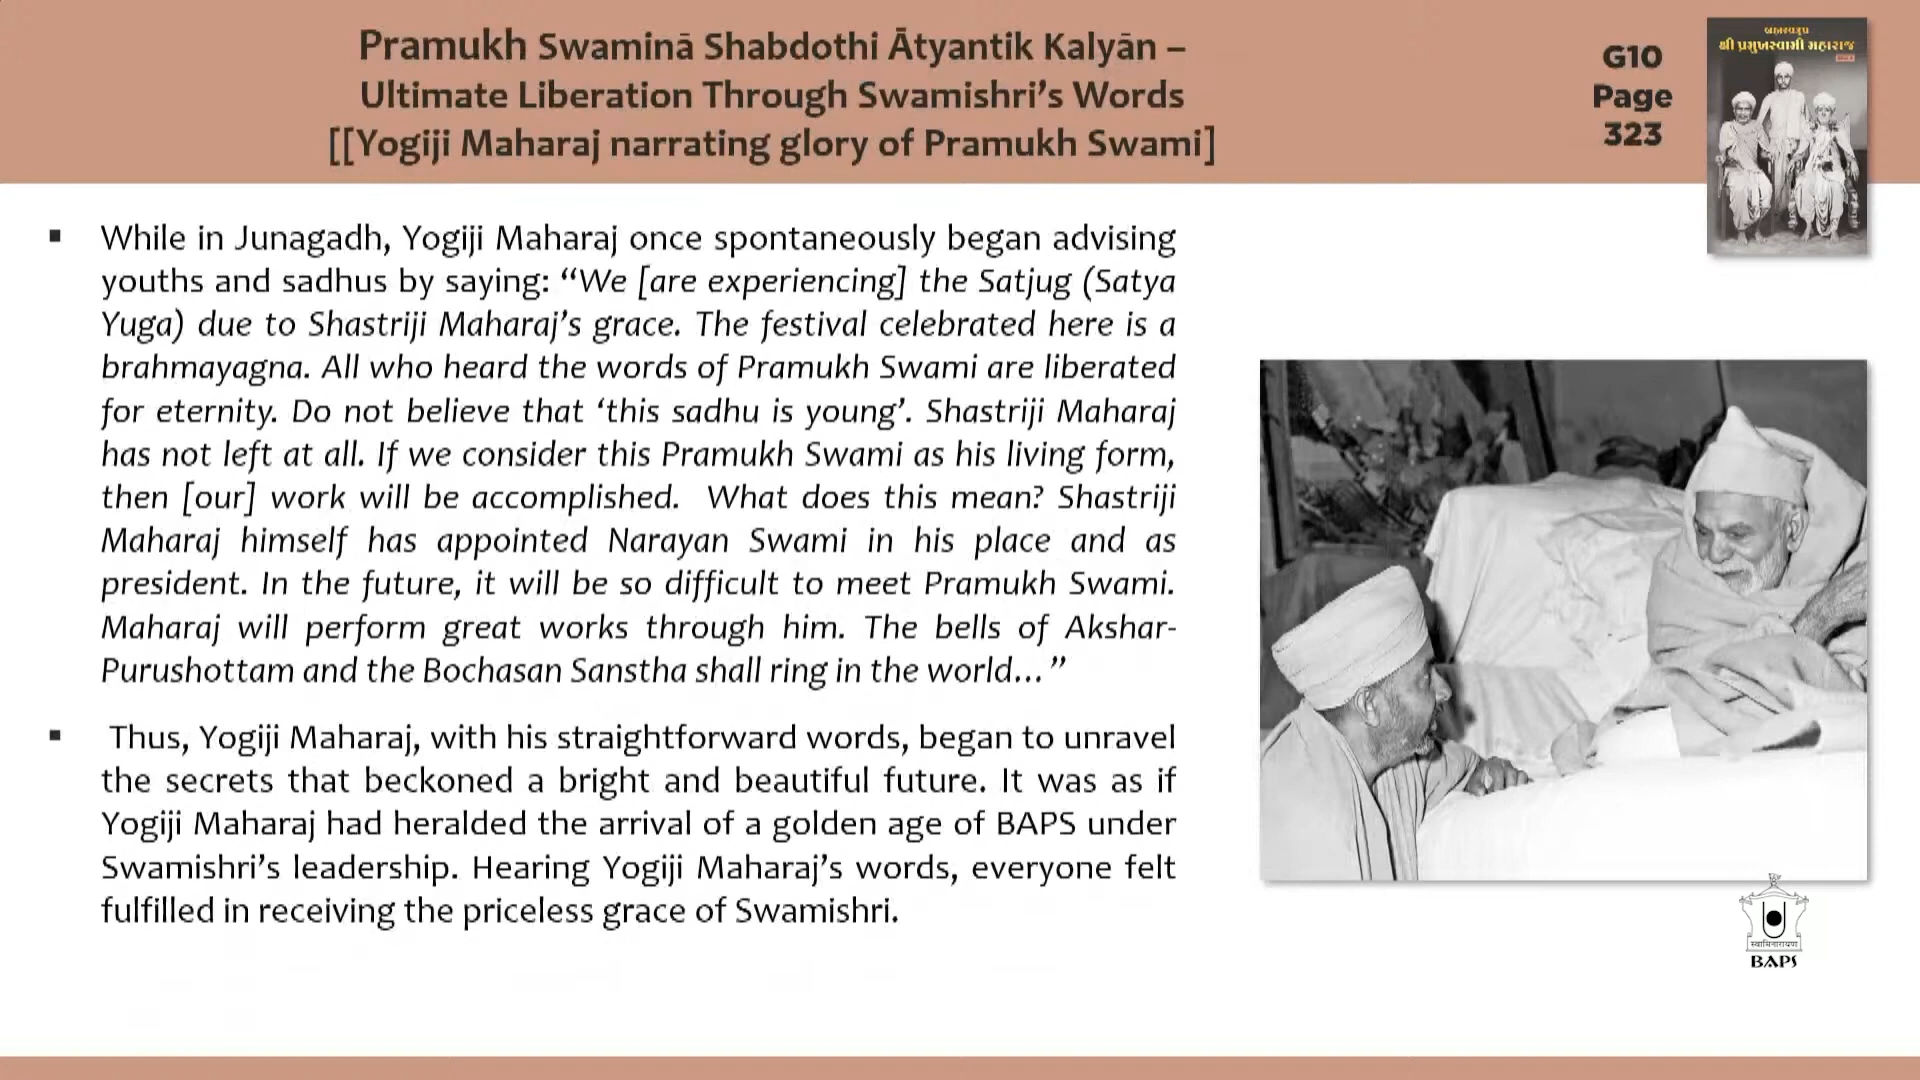 Pramukh Swaminā Shabdothi Ātyantik Kalyān –
Ultimate Liberation Through Swamishri’s Words
[[Yogiji Maharaj narrating glory of Pramukh Swami]
G10
Page
323
બ્રહ્મસ્વરૂપ
શ્રી પ્રમુખસ્વામી મહારાજ
▪ While in Junagadh, Yogiji Maharaj once spontaneously began advising
youths and sadhus by saying: “We [are experiencing] the Satjug (Satya
Yuga) due to Shastriji Maharaj’s grace. The festival celebrated here is a
brahmayagna. All who heard the words of Pramukh Swami are liberated
for eternity. Do not believe that ‘this sadhu is young’. Shastriji Maharaj
has not left at all. If we consider this Pramukh Swami as his living form,
then [our] work will be accomplished.  What does this mean? Shastriji
Maharaj himself has appointed Narayan Swami in his place and as
president. In the future, it will be so difficult to meet Pramukh Swami.
Maharaj will perform great works through him. The bells of Akshar-
Purushottam and the Bochasan Sanstha shall ring in the world…”
▪ Thus, Yogiji Maharaj, with his straightforward words, began to unravel
the secrets that beckoned a bright and beautiful future. It was as if
Yogiji Maharaj had heralded the arrival of a golden age of BAPS under
Swamishri’s leadership. Hearing Yogiji Maharaj’s words, everyone felt
fulfilled in receiving the priceless grace of Swamishri.
स्वामिनारायण
BAPS